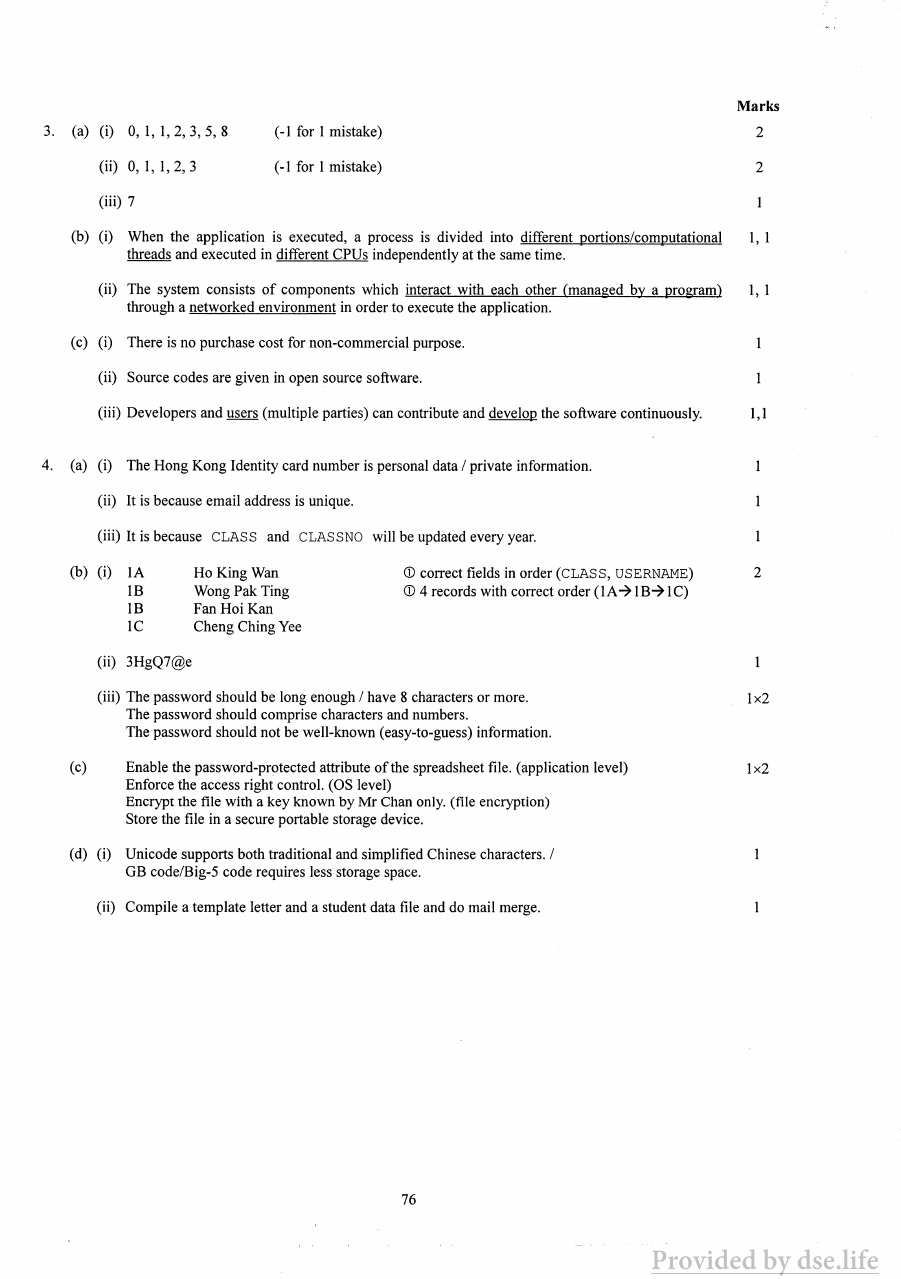 Marks
3. (a) (i) 0, 1, 1, 2, 3, 5, 8 (-1 for 1 mistake) 2
(ii) 0, 1, 1, 2, 3 (-1 for 1 mistake) 2
(iii) 7 1
(b) (i) When the application is executed, a process is divided into different portions/computational 1, 1
threads and executed in different CPUs independently at the same time.
(ii) The system consists of components which interact with each other (managed by a program) 1, 1
through a networked environment in order to execute the application.
(c) (i) There is no purchase cost for non-commercial purpose. 1
(ii) Source codes are given in open source software. 1
(iii) Developers and users (multiple parties) can contribute and develop the software continuously. 1,1
4. (a) (i) The Hong Kong Identity card number is personal data / private information. 1
(ii) It is because email address is unique. 1
(iii) It is because CLASS and CLASSNO will be updated every year. 1
(b) (i) 1A Ho King Wan ① correct fields in order (CLASS, USERNAME) 2
1B Wong Pak Ting ① 4 records with correct order (1A→1B→1C)
1B Fan Hoi Kan
1C Cheng Ching Yee
(ii) 3HgQ7@e 1
(iii) The password should be long enough / have 8 characters or more. 1×2
The password should comprise characters and numbers.
The password should not be well-known (easy-to-guess) information.
(c) Enable the password-protected attribute of the spreadsheet file. (application level) 1×2
Enforce the access right control. (OS level)
Encrypt the file with a key known by Mr Chan only. (file encryption)
Store the file in a secure portable storage device.
(d) (i) Unicode supports both traditional and simplified Chinese characters. / 1
GB code/Big-5 code requires less storage space.
(ii) Compile a template letter and a student data file and do mail merge. 1
76
Provided by dse.life